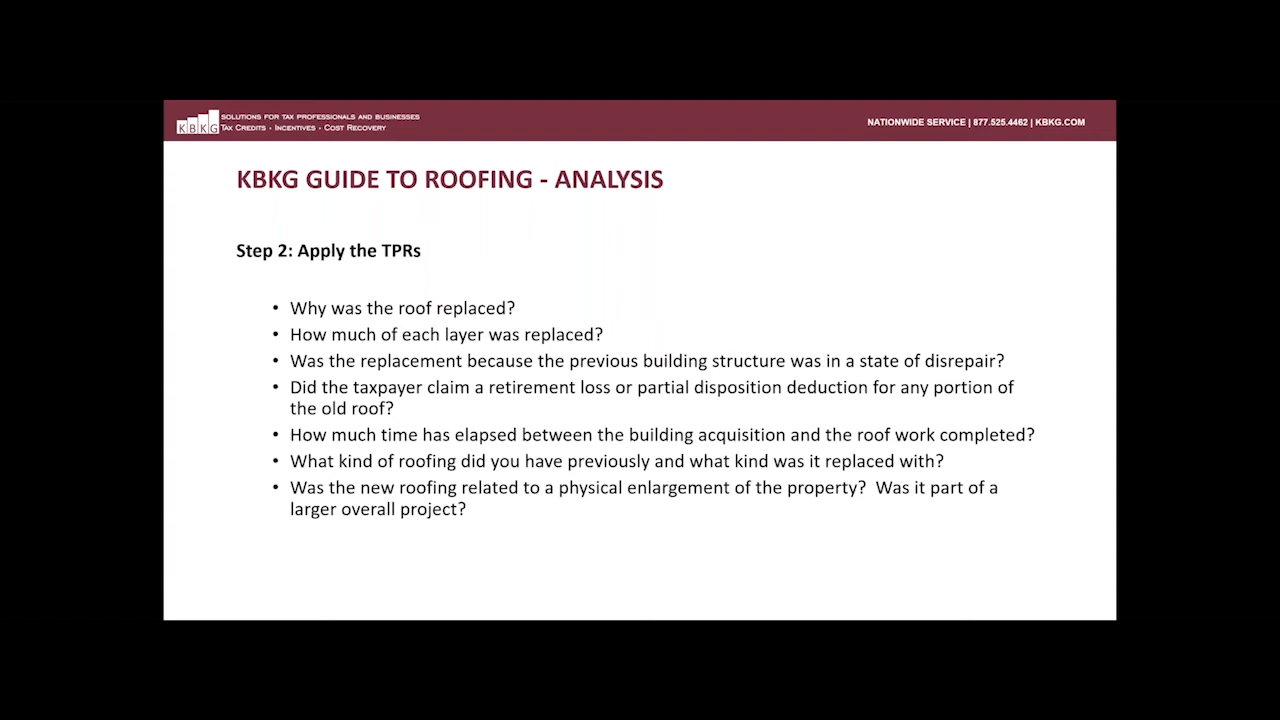 KBKG
SOLUTIONS FOR TAX PROFESSIONALS AND BUSINESSES
TAX CREDITS · INCENTIVES · COST RECOVERY
NATIONWIDE SERVICE | 877.525.4462 | KBKG.COM
KBKG GUIDE TO ROOFING - ANALYSIS
Step 2: Apply the TPRs
• Why was the roof replaced?
• How much of each layer was replaced?
• Was the replacement because the previous building structure was in a state of disrepair?
• Did the taxpayer claim a retirement loss or partial disposition deduction for any portion of
the old roof?
• How much time has elapsed between the building acquisition and the roof work completed?
• What kind of roofing did you have previously and what kind was it replaced with?
• Was the new roofing related to a physical enlargement of the property?  Was it part of a
larger overall project?